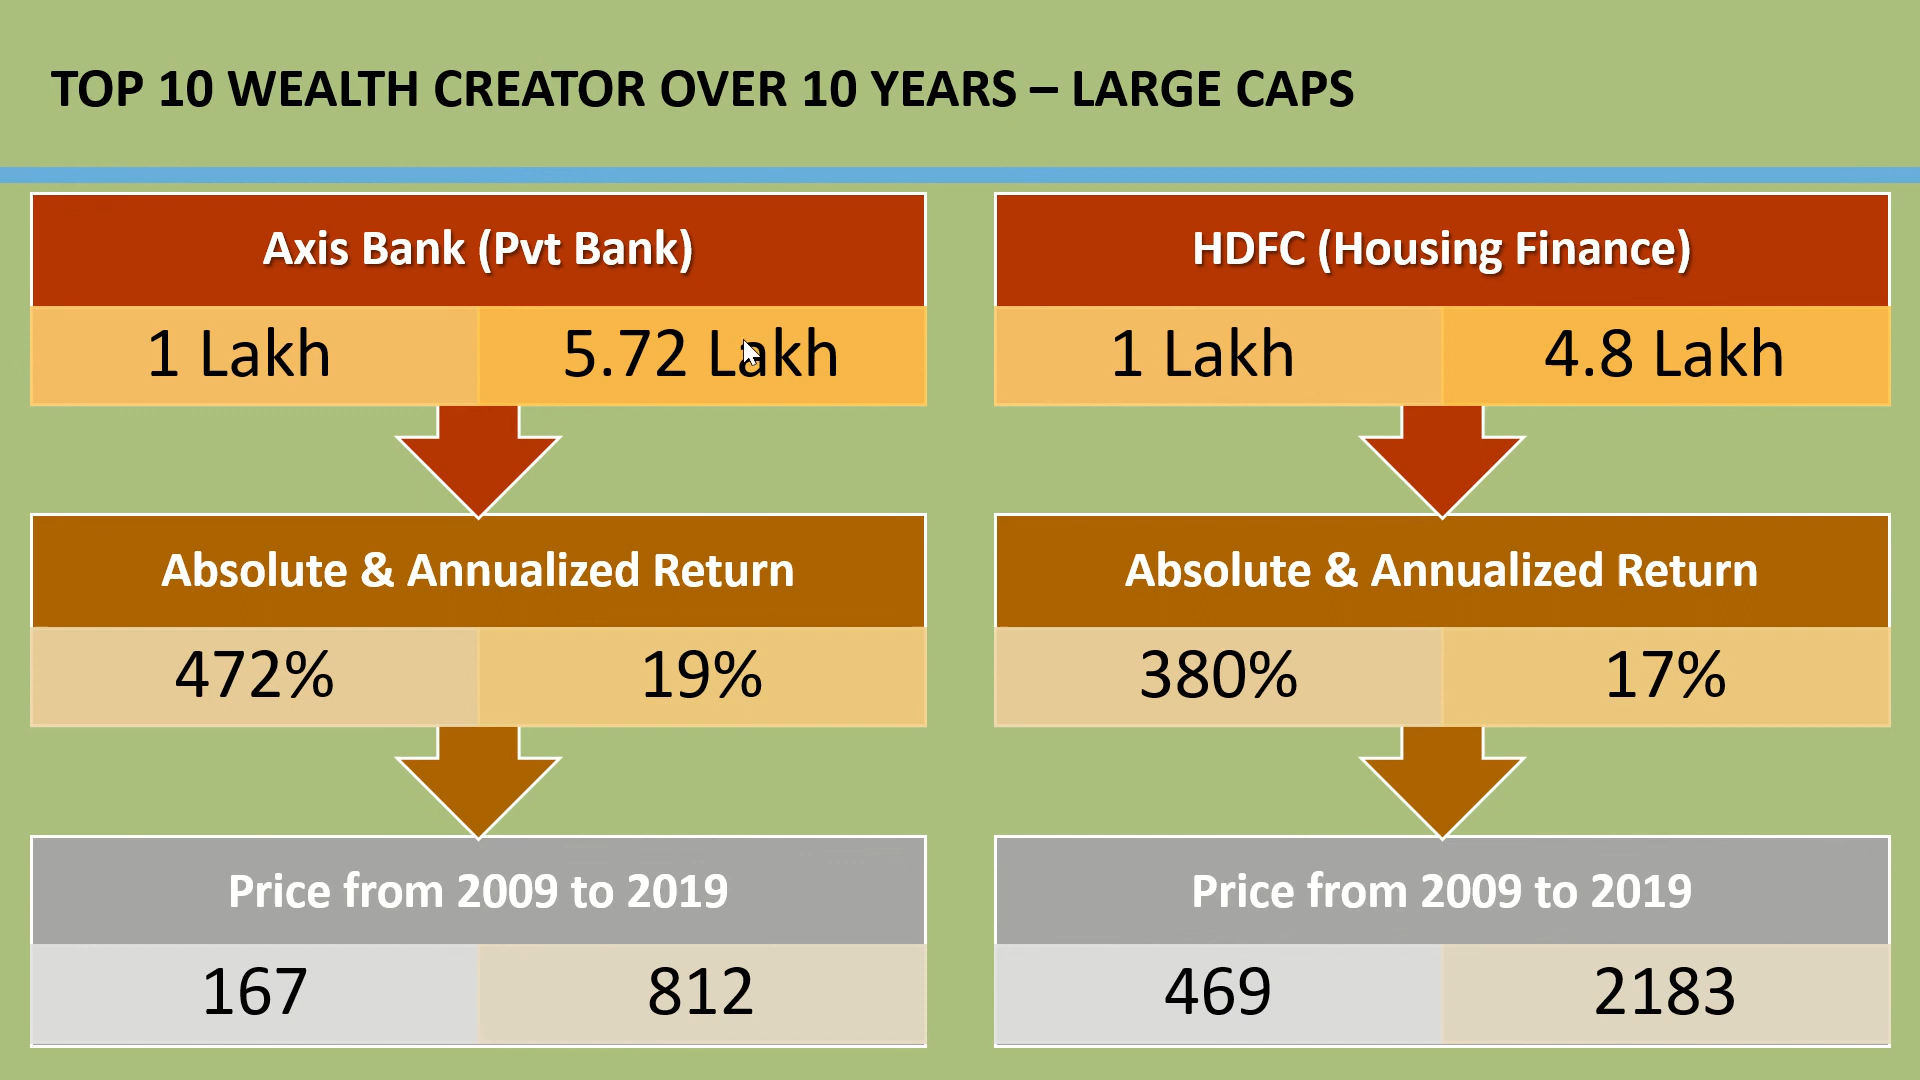 TOP 10 WEALTH CREATOR OVER 10 YEARS – LARGE CAPS
Axis Bank (Pvt Bank)
1 Lakh
5.72 Lakh
Absolute & Annualized Return
472%
19%
Price from 2009 to 2019
167
812
HDFC (Housing Finance)
1 Lakh
4.8 Lakh
Absolute & Annualized Return
380%
17%
Price from 2009 to 2019
469
2183